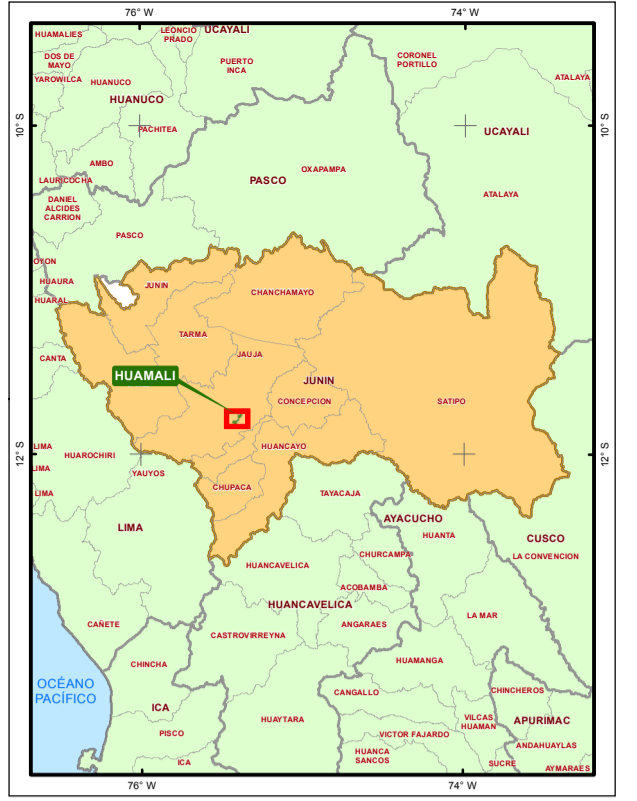 76° W
74° W
HUAMALIES
LEONCIO
PRADO
UCAYALI
DOS DE
MAYO
PUERTO
INCA
CORONEL
PORTILLO
YAROWILCA
HUANUCO
ATALAYA
HUANUCO
10° S
10° S
PACHITEA
UCAYALI
AMBO
OXAPAMPA
LAURICOCHA
PASCO
ATALAYA
DANIEL
ALCIDES
CARRION
PASCO
OYON
HUAURA
JUNIN
CHANCHAMAYO
HUARAL
TARMA
CANTA
JAUJA
HUAMALI
JUNIN
CONCEPCION
SATIPO
HUANCAYO
12° S
12° S
LIMA
HUAROCHIRI
LIMA
YAUYOS
CHUPACA
LIMA
TAYACAJA
AYACUCHO
LIMA
HUANTA
CUSCO
CHURCAMPA
LA CONVENCION
HUANCAVELICA
ACOBAMBA
HUANCAVELICA
LA MAR
CAÑETE
ANGARAES
CASTROVIRREYNA
CHINCHA
HUAMANGA
OCÉANO
PACÍFICO
CANGALLO
CHINCHEROS
ICA
HUAYTARA
VILCAS
HUAMAN
APURIMAC
PISCO
VICTOR FAJARDO
ANDAHUAYLAS
HUANCA
SANCOS
ICA
SUCRE
AYMARAES
76° W
74° W